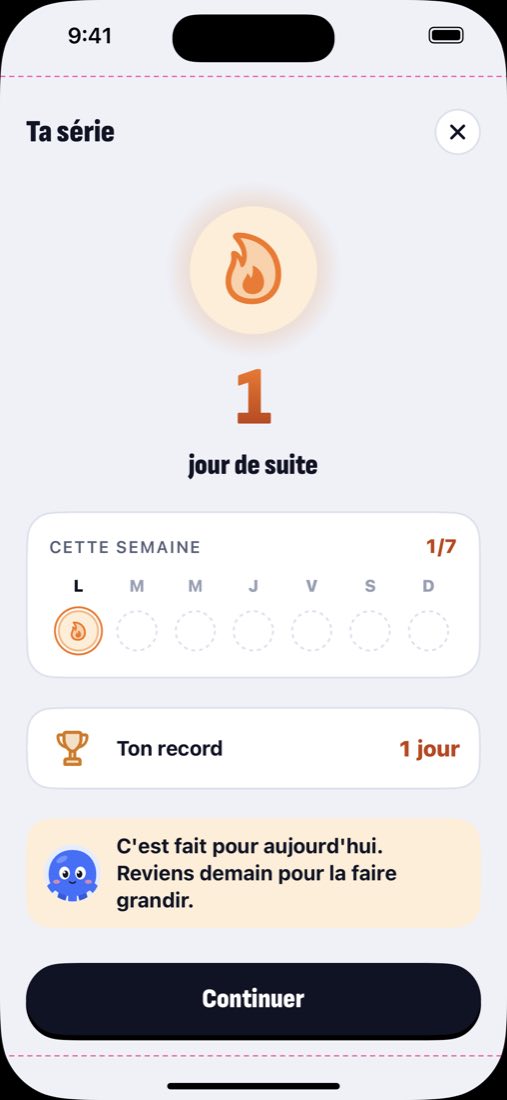 9:41
Ta série
1
jour de suite
CETTE SEMAINE 1/7
L M M J V S D
Ton record 1 jour
C'est fait pour aujourd'hui.
Reviens demain pour la faire
grandir.
Continuer